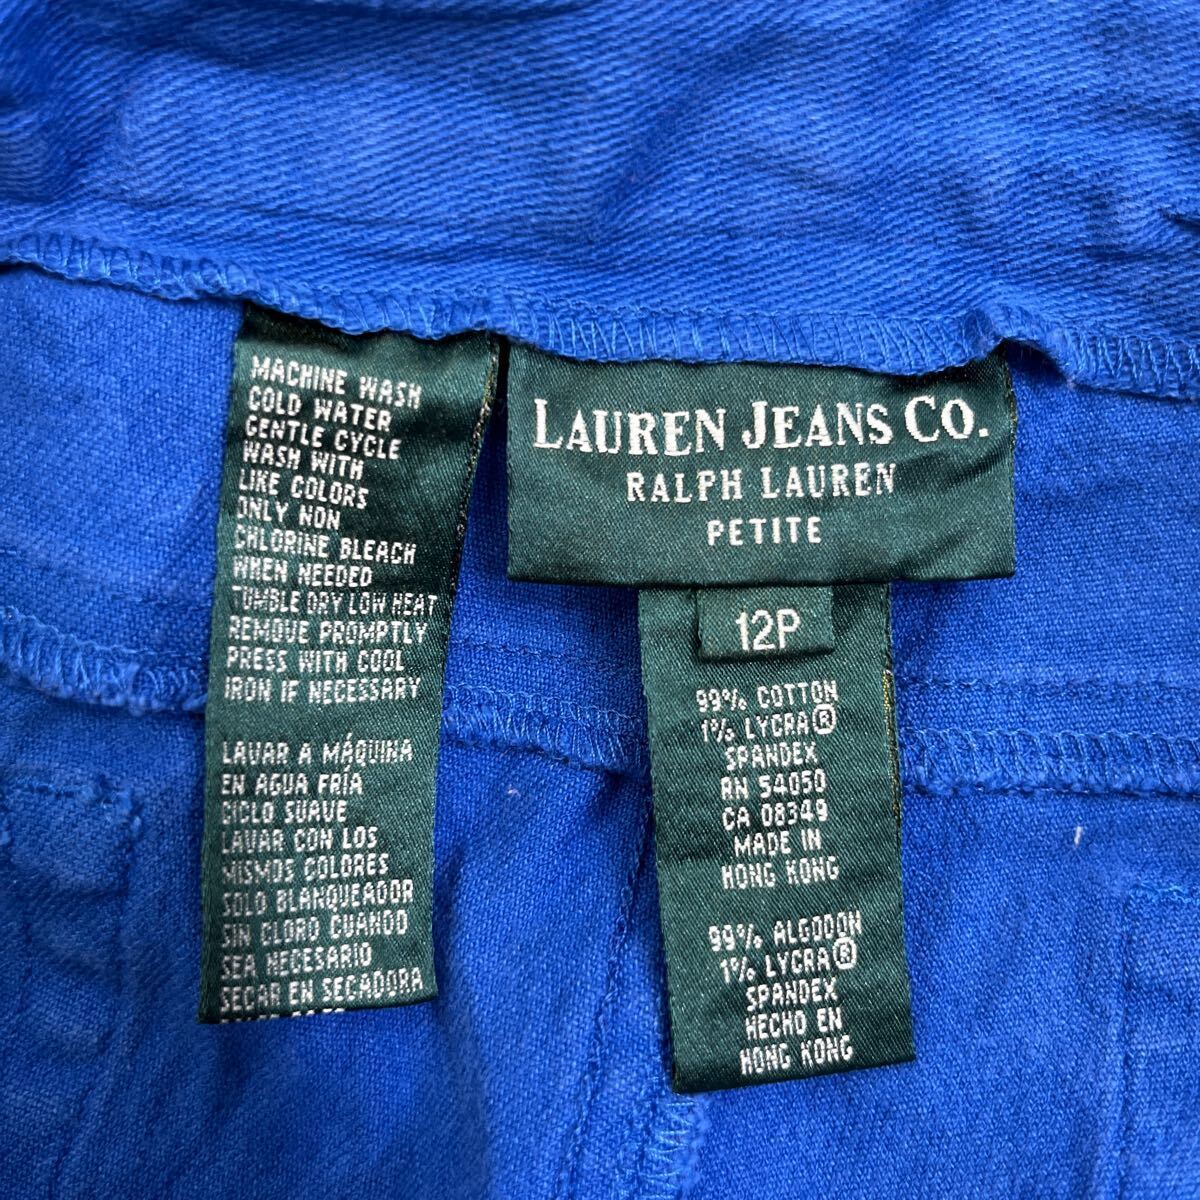 MACHINE WASH
COLD WATER
GENTLE CYCLE
WASH WITH
LIKE COLORS
ONLY NON
CHLORINE BLEACH
WHEN NEEDED
TUMBLE DRY LOW HEAT
REMOVE PROMPTLY
PRESS WITH COOL
IRON IF NECESSARY
LAVAR A MÁQUINA
EN AGUA FRÍA
CICLO SUAVE
LAVAR CON LOS
MISMOS COLORES
SOLO BLANQUEADOR
SIN CLORO CUANDO
SEA NECESARIO
SECAR EN SECADORA
LAUREN JEANS CO.
RALPH LAUREN
PETITE
12P
99% COTTON
1% LYCRA®
SPANDEX
RN 54050
CA 08349
MADE IN
HONG KONG
99% ALGODON
1% LYCRA®
SPANDEX
HECHO EN
HONG KONG